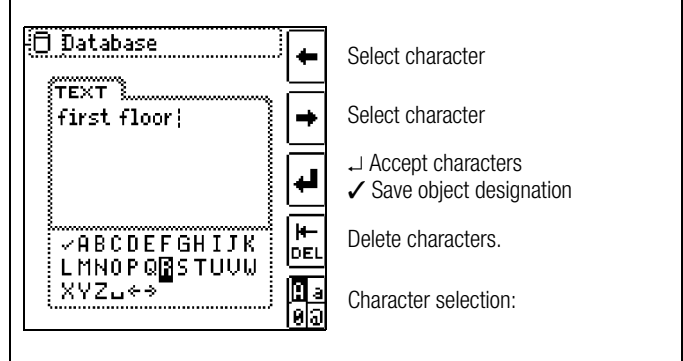 Database
TEXT
first floor
✓ABCDEFGHIJK
LMNOPQRSTUVW
XYZ␣←→
←
→
↵
DEL
A a
0 @
Select character
Select character
↵ Accept characters
✓ Save object designation
Delete characters.
Character selection: